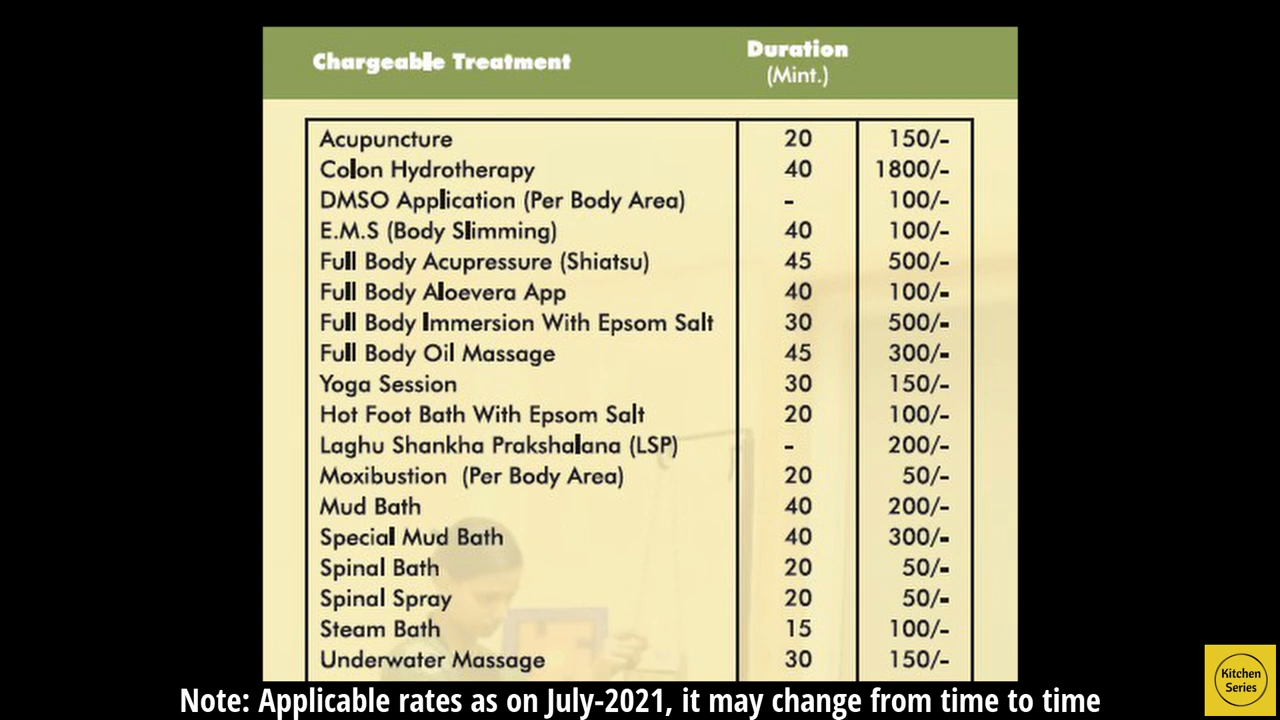 Chargeable Treatment Duration
(Mint.)
Acupuncture 20 150/-
Colon Hydrotherapy 40 1800/-
DMSO Application (Per Body Area) - 100/-
E.M.S (Body Slimming) 40 100/-
Full Body Acupressure (Shiatsu) 45 500/-
Full Body Aloevera App 40 100/-
Full Body Immersion With Epsom Salt 30 500/-
Full Body Oil Massage 45 300/-
Yoga Session 30 150/-
Hot Foot Bath With Epsom Salt 20 100/-
Laghu Shankha Prakshalana (LSP) - 200/-
Moxibustion (Per Body Area) 20 50/-
Mud Bath 40 200/-
Special Mud Bath 40 300/-
Spinal Bath 20 50/-
Spinal Spray 20 50/-
Steam Bath 15 100/-
Underwater Massage 30 150/-
Note: Applicable rates as on July-2021, it may change from time to time
Kitchen
Series